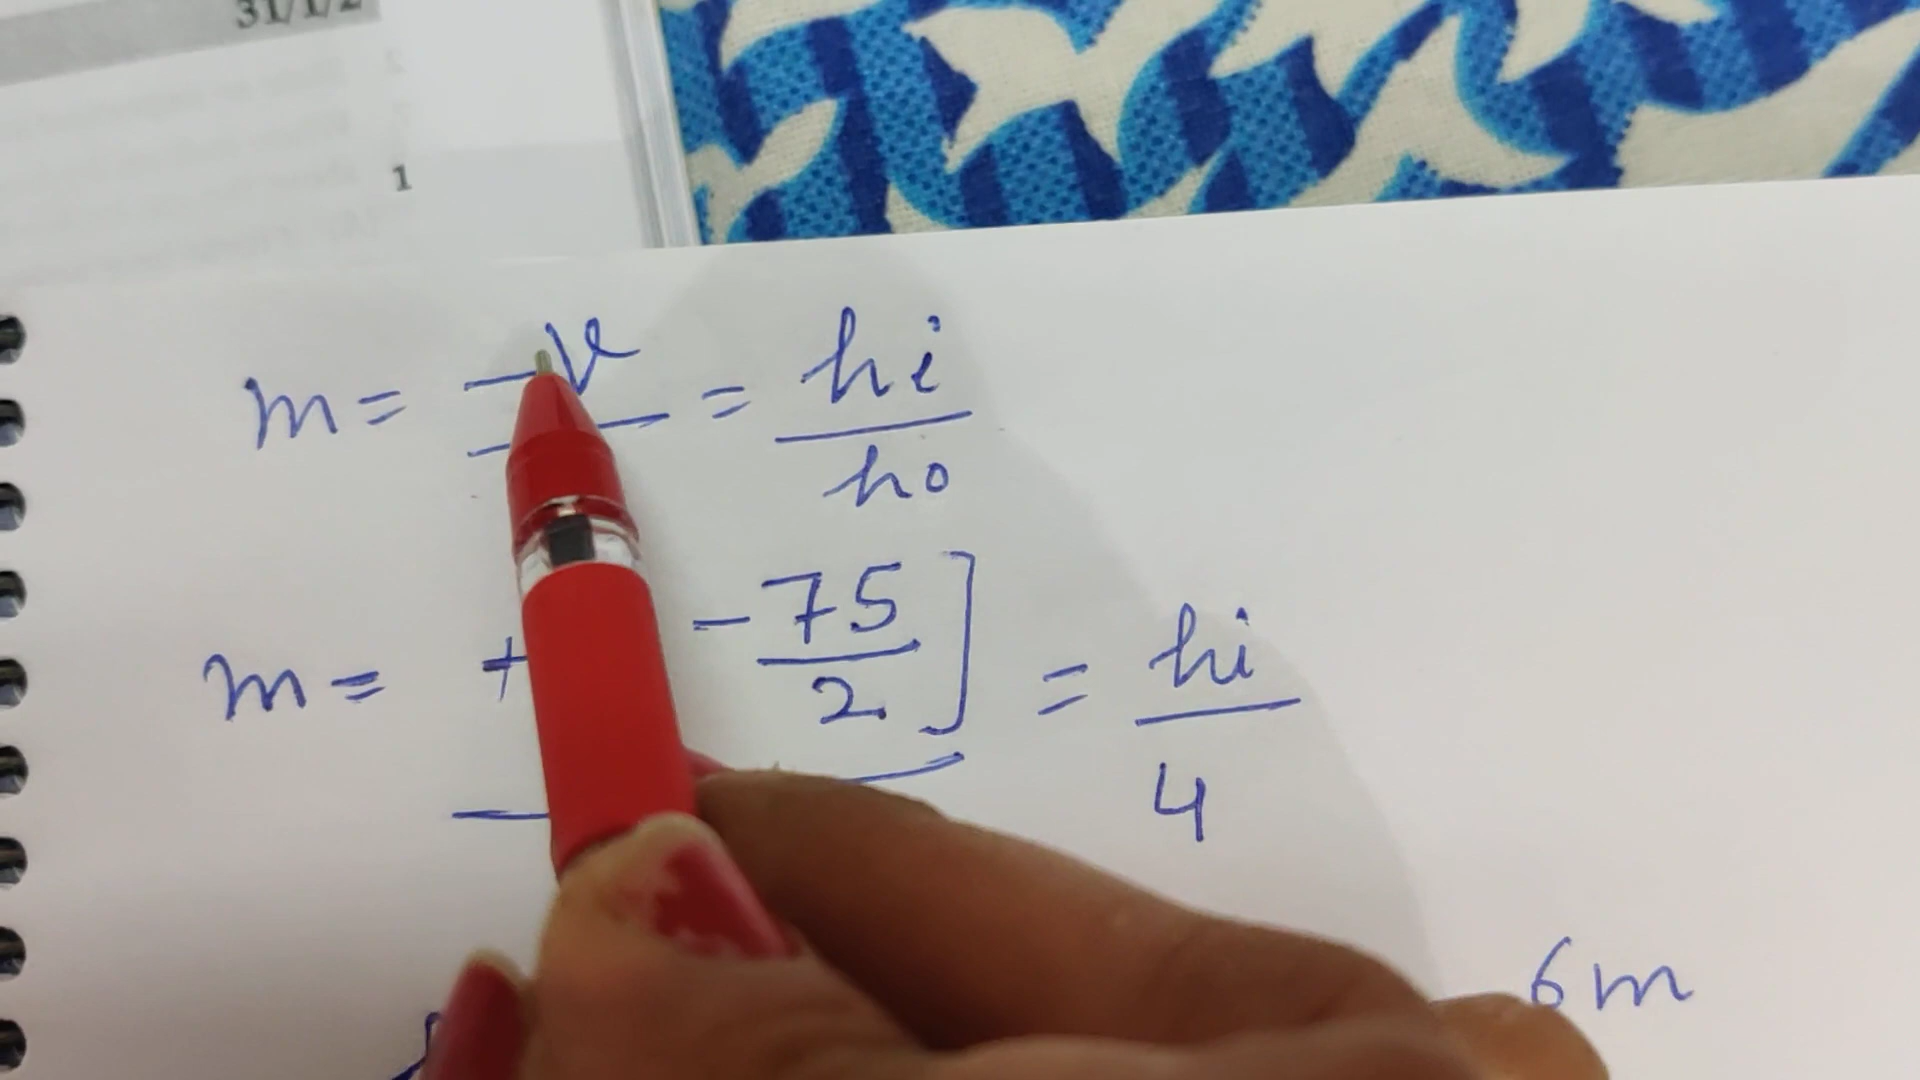 31/1/2
1
m = -v = hi
ho
m = + -75 ] = hi
2 4
6m